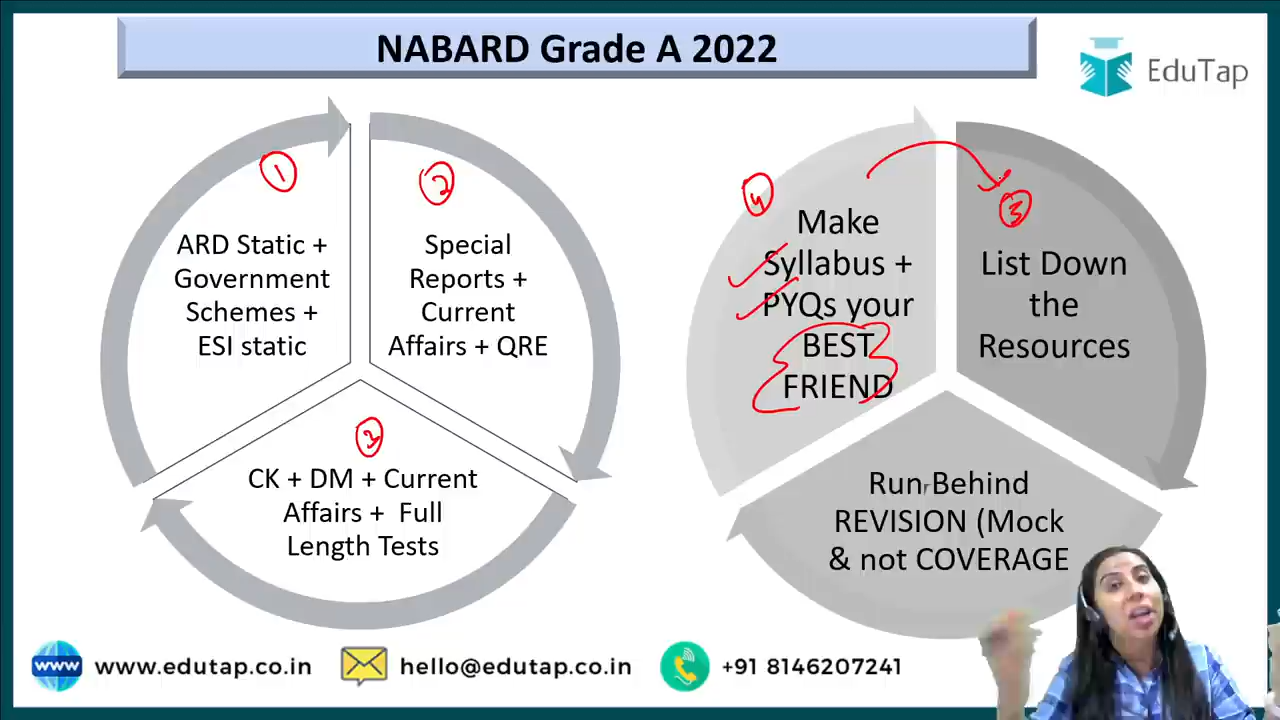 NABARD Grade A 2022
EduTap
1
ARD Static +
Government
Schemes +
ESI static
2
Special
Reports +
Current
Affairs + QRE
3
CK + DM + Current
Affairs + Full
Length Tests
4
Make
Syllabus +
PYQs your
BEST
FRIEND
3
List Down
the
Resources
Run Behind
REVISION (Mock
& not COVERAGE
www.edutap.co.in
hello@edutap.co.in
+91 8146207241
www